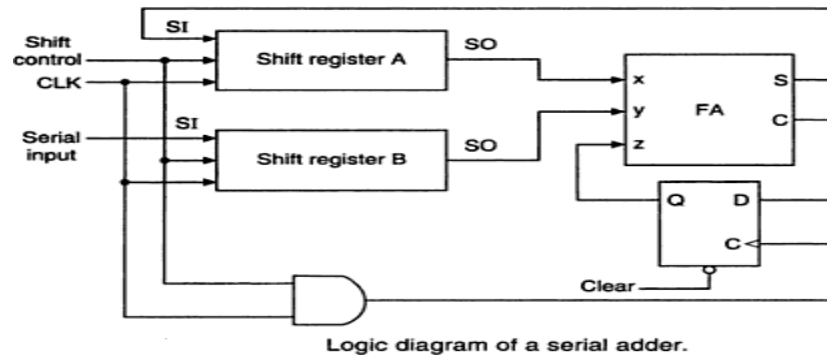 SI
Shift control
Shift register A
SO
CLK
x
S
FA
y
C
z
Serial input
SI
Shift register B
SO
Q
D
C
Clear
Logic diagram of a serial adder.